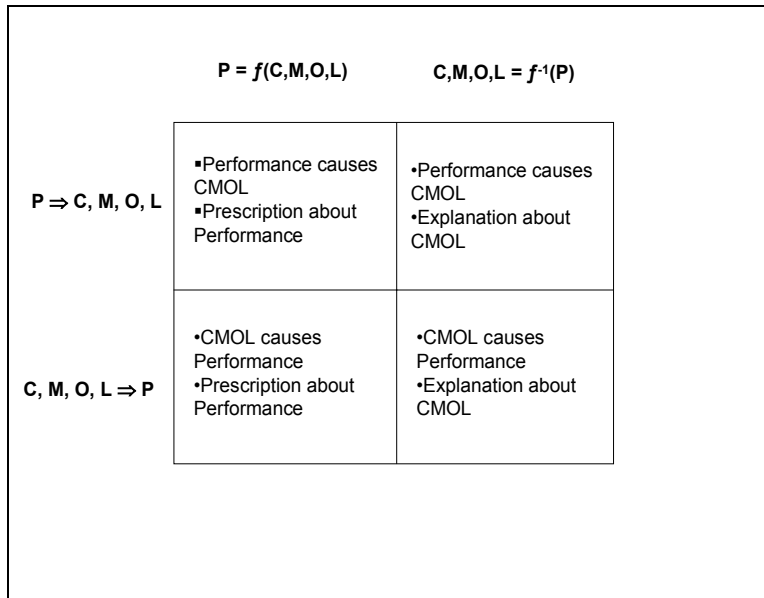 P = ƒ(C,M,O,L)
C,M,O,L = ƒ⁻¹(P)
P ⇒ C, M, O, L
▪Performance causes
CMOL
▪Prescription about
Performance
•Performance causes
CMOL
•Explanation about
CMOL
C, M, O, L ⇒ P
•CMOL causes
Performance
•Prescription about
Performance
•CMOL causes
Performance
•Explanation about
CMOL